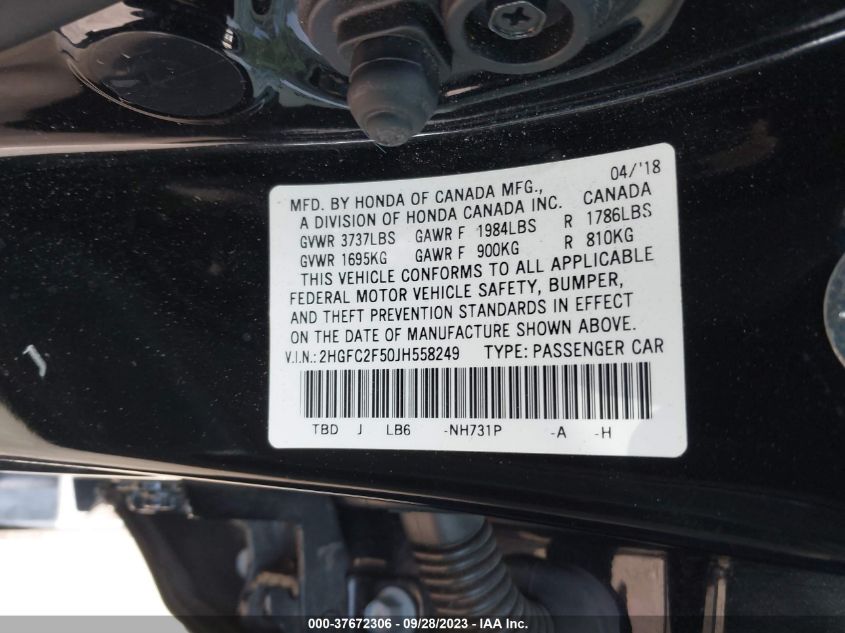 04/'18
MFD. BY HONDA OF CANADA MFG., CANADA
A DIVISION OF HONDA CANADA INC.
GVWR 3737LBS GAWR F 1984LBS R 1786LBS
GVWR 1695KG GAWR F 900KG R 810KG
THIS VEHICLE CONFORMS TO ALL APPLICABLE
FEDERAL MOTOR VEHICLE SAFETY, BUMPER,
AND THEFT PREVENTION STANDARDS IN EFFECT
ON THE DATE OF MANUFACTURE SHOWN ABOVE.
V.I.N.:2HGFC2F50JH558249 TYPE: PASSENGER CAR
TBD J LB6 -NH731P -A -H
000-37672306 / 09/28/2023 - IAA Inc.